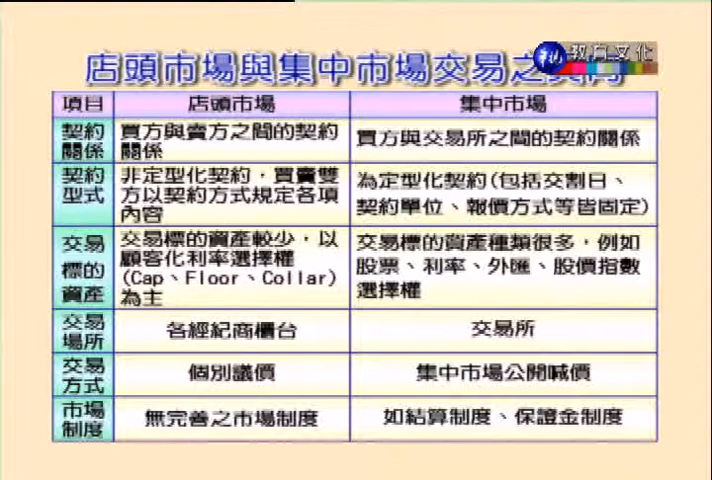 店頭市場與集中市場交易之
教育文化
項目 店頭市場 集中市場
契約
關係
買方與賣方之間的契約
關係
買方與交易所之間的契約關係
契約
型式
非定型化契約，買賣雙
方以契約方式規定各項
內容
為定型化契約(包括交割日、
契約單位、報價方式等皆固定)
交易
標的
資產
交易標的資產較少，以
顧客化利率選擇權
(Cap、Floor、Collar)
為主
交易標的資產種類很多，例如
股票、利率、外匯、股價指數
選擇權
交易
場所
各經紀商櫃台
交易所
交易
方式
個別議價
集中市場公開喊價
市場
制度
無完善之市場制度
如結算制度、保證金制度